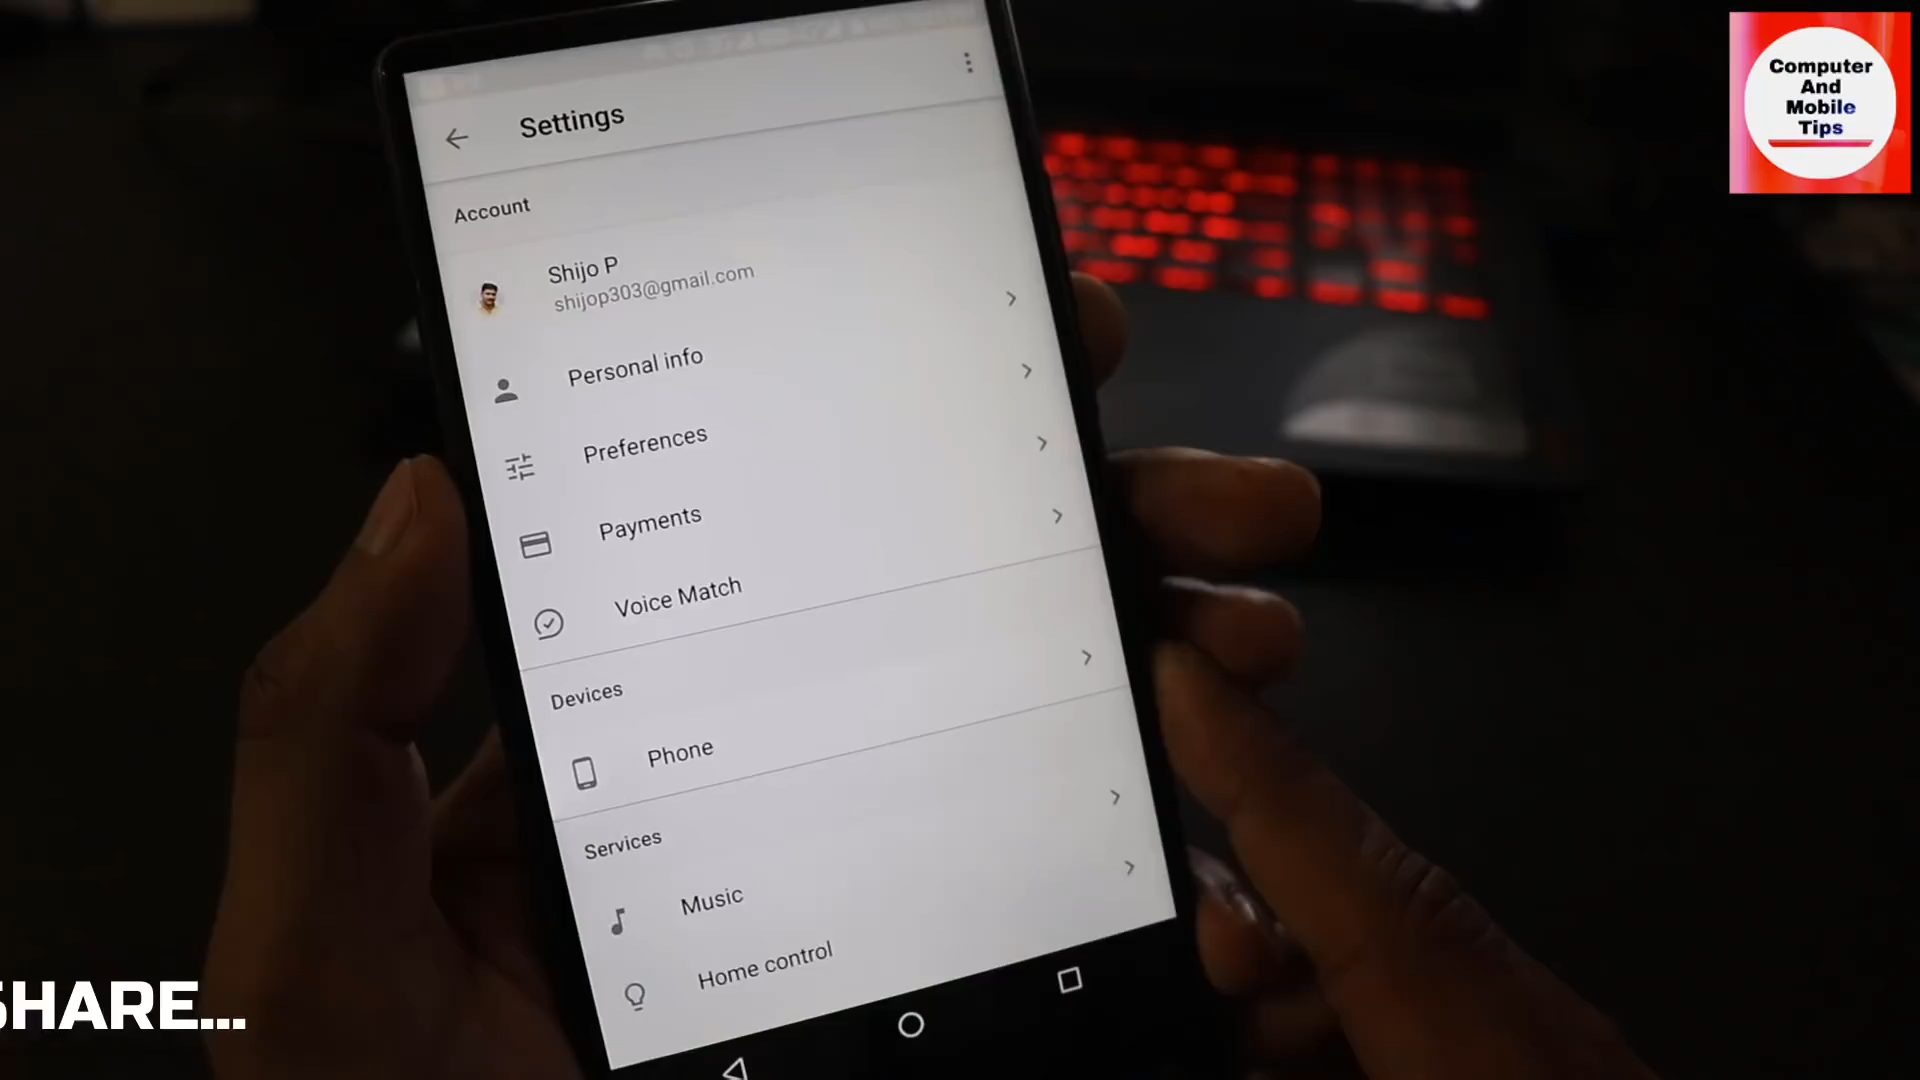 Computer
And
Mobile
Tips
Settings
Account
Shijo P
shijop303@gmail.com
Personal info
Preferences
Payments
Voice Match
Devices
Phone
Services
Music
Home control
SHARE...